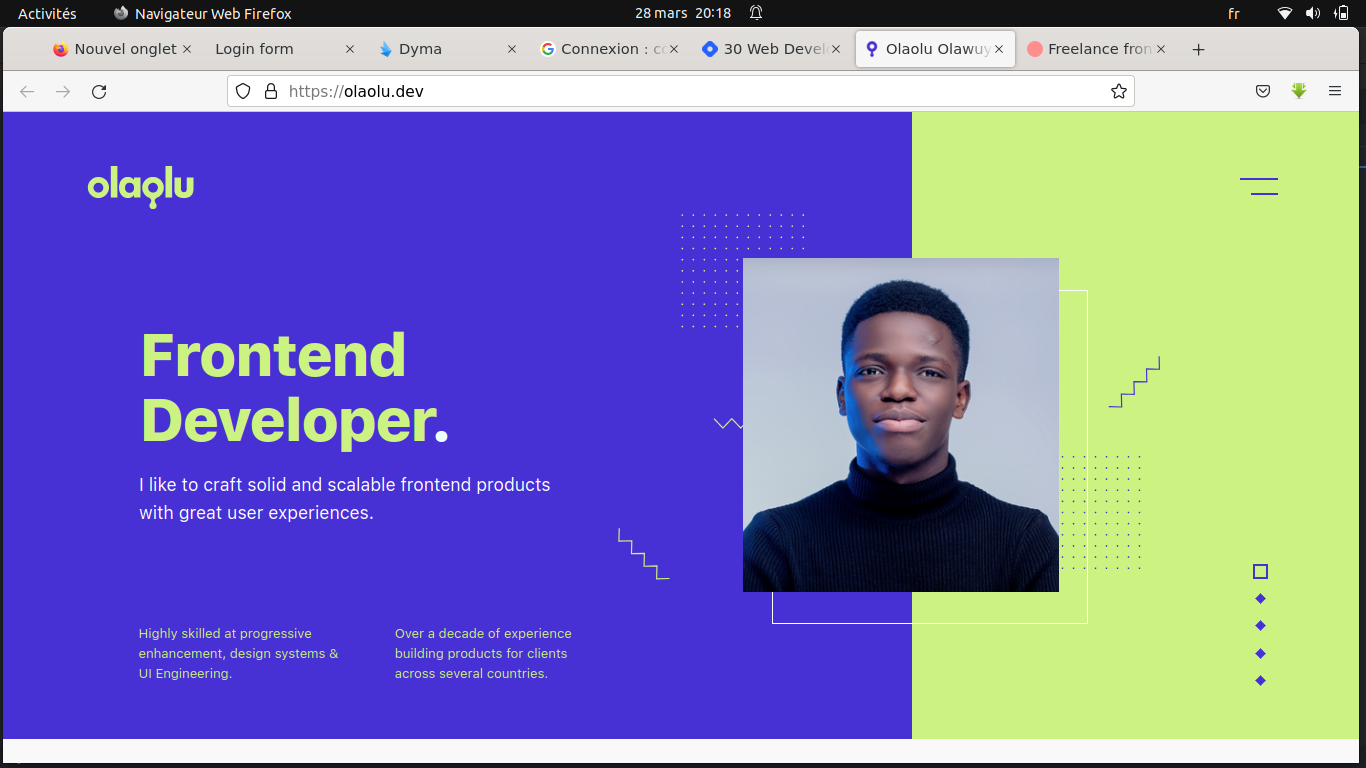 Activités
Navigateur Web Firefox
28 mars 20:18
fr
Nouvel onglet
Login form
Dyma
Connexion : co
30 Web Devel
Olaolu Olawuy
Freelance fron
https://olaolu.dev
olaolu
Frontend
Developer.
I like to craft solid and scalable frontend products
with great user experiences.
Highly skilled at progressive
enhancement, design systems &
UI Engineering.
Over a decade of experience
building products for clients
across several countries.